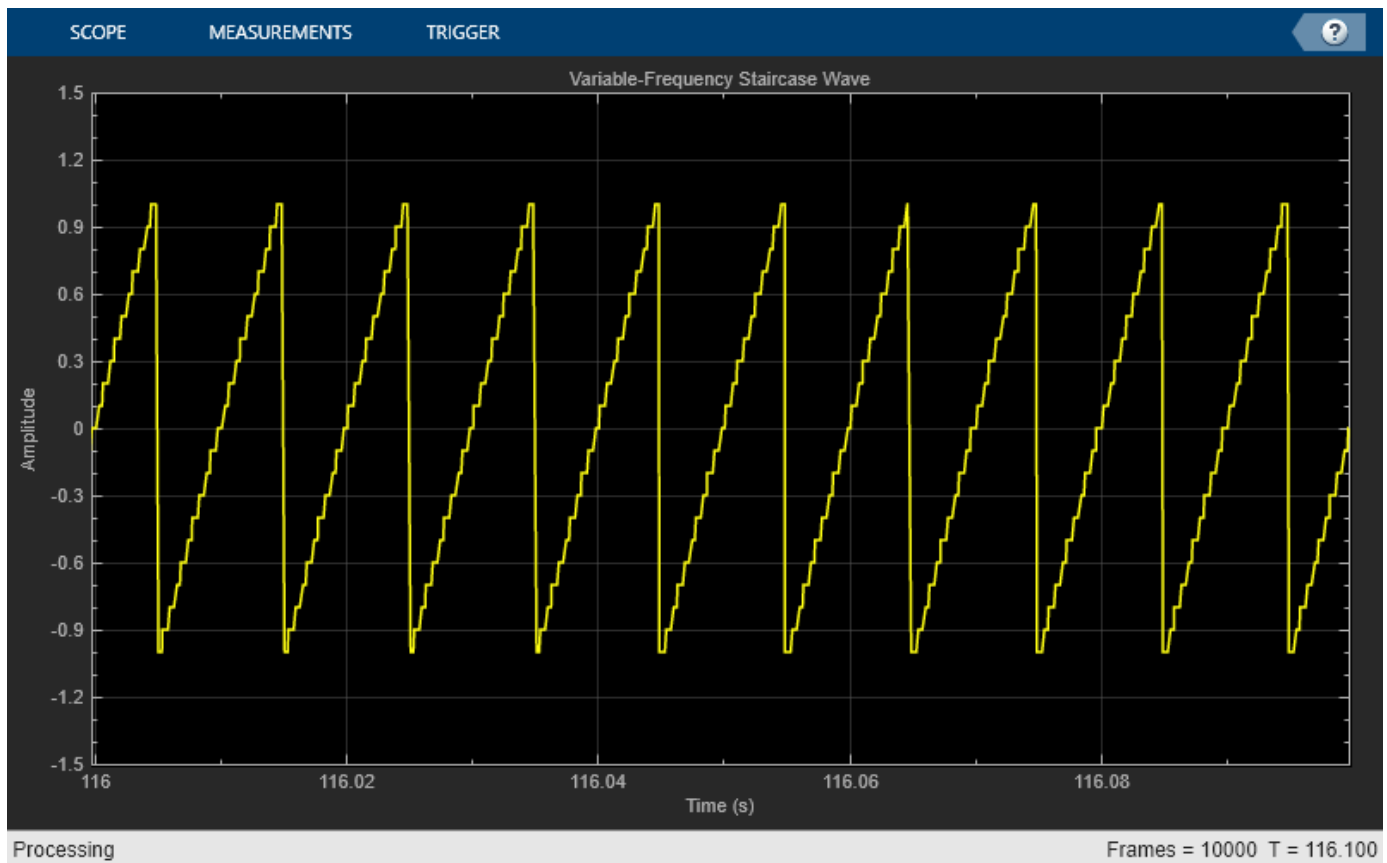 SCOPE MEASUREMENTS TRIGGER ?
Variable-Frequency Staircase Wave
1.5
1.2
0.9
0.6
0.3
0
-0.3
-0.6
-0.9
-1.2
-1.5
Amplitude
116 116.02 116.04 116.06 116.08
Time (s)
Processing Frames = 10000 T = 116.100